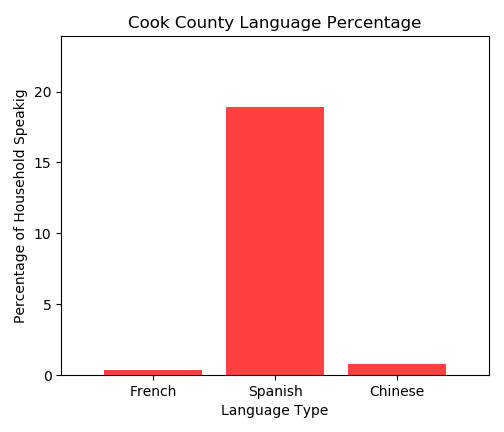 Cook County Language Percentage
Percentage of Household Speakig
20
15
10
5
0
French Spanish Chinese
Language Type